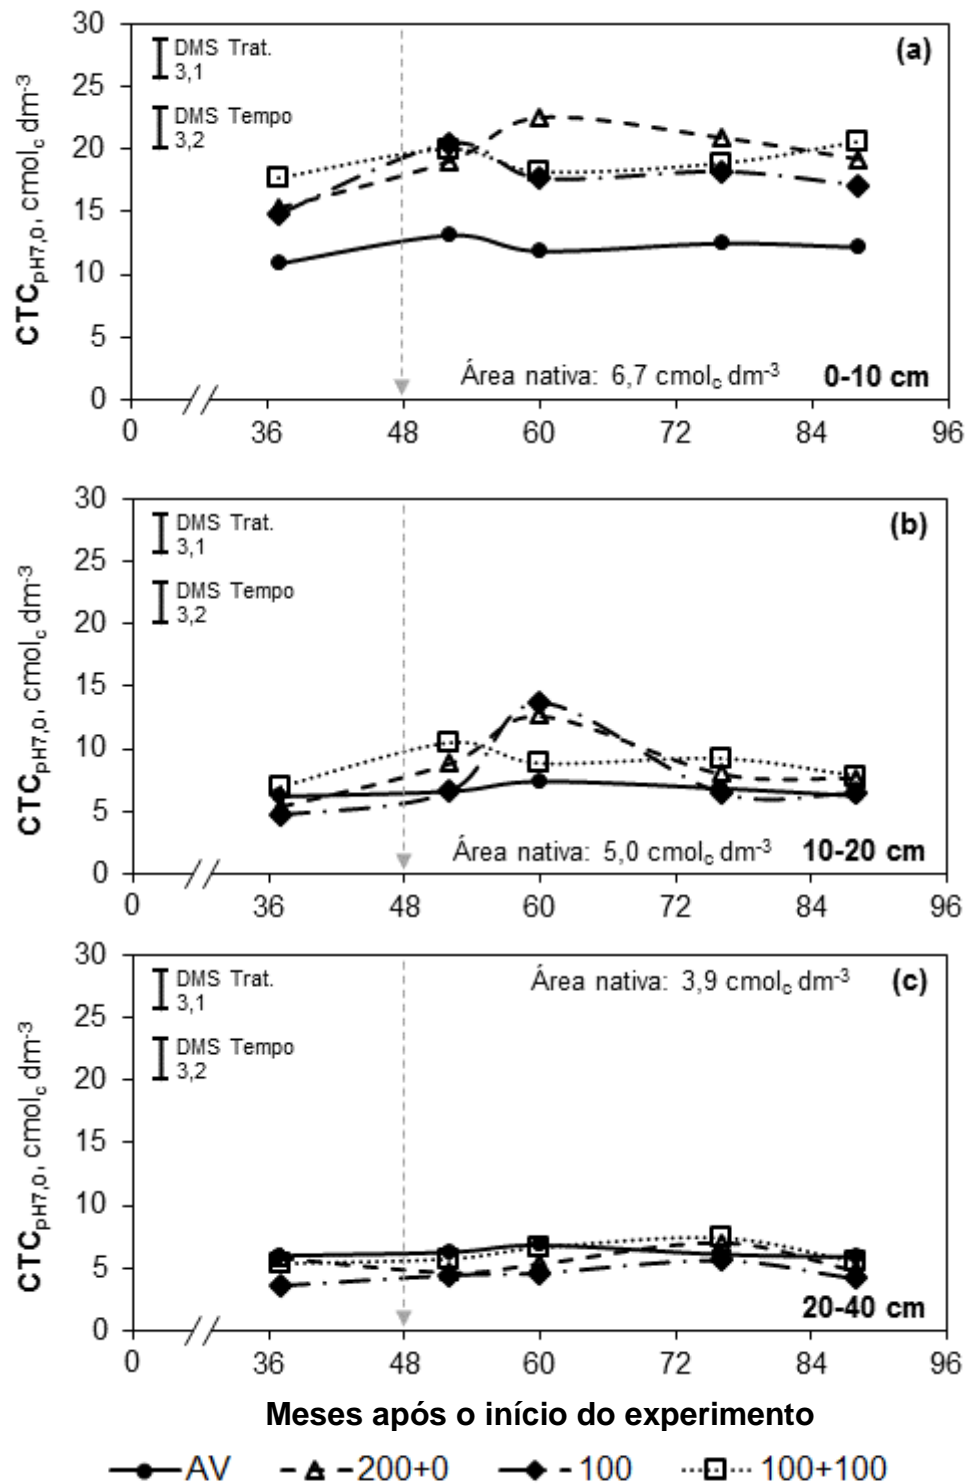 CTCpH7,0, cmolc dm-3
30
25
20
15
10
5
0
DMS Trat.
3,1
DMS Tempo
3,2
(a)
Área nativa: 6,7 cmolc dm-3
0-10 cm
0 36 48 60 72 84 96
CTCpH7,0, cmolc dm-3
30
25
20
15
10
5
0
DMS Trat.
3,1
DMS Tempo
3,2
(b)
Área nativa: 5,0 cmolc dm-3
10-20 cm
0 36 48 60 72 84 96
CTCpH7,0, cmolc dm-3
30
25
20
15
10
5
0
DMS Trat.
3,1
DMS Tempo
3,2
Área nativa: 3,9 cmolc dm-3
(c)
20-40 cm
0 36 48 60 72 84 96
Meses após o início do experimento
AV 200+0 100 100+100